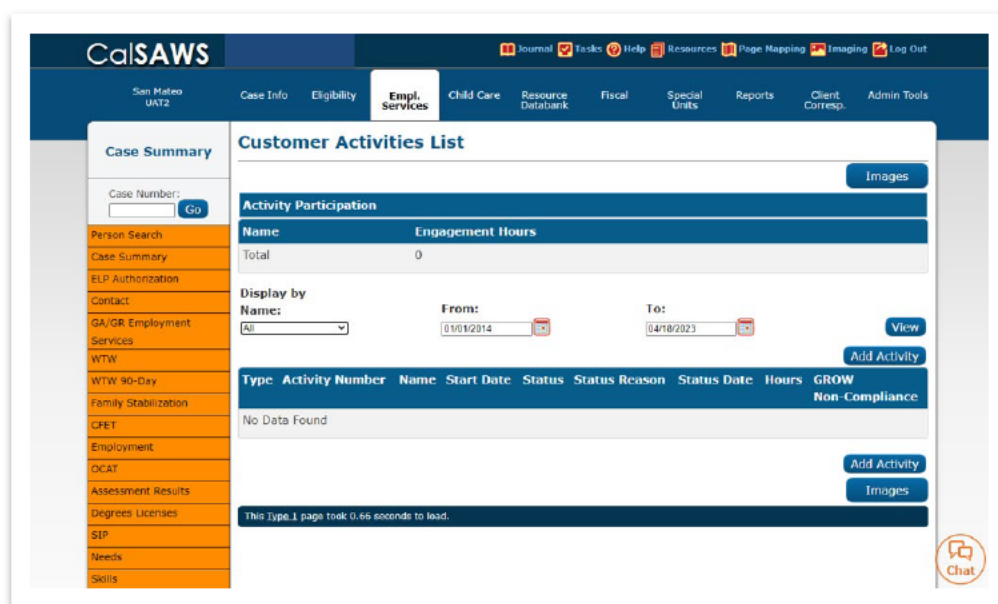 CalSAWS
Journal Tasks Help Resources Page Mapping Imaging Log Out
San Mateo
UAT2
Case Info Eligibility Empl. Services Child Care Resource Databank Fiscal Special Units Reports Client Corresp. Admin Tools
Case Summary
Case Number:
Go
Person Search
Case Summary
ELP Authorization
Contact
GA/GR Employment
Services
WTW
WTW 90-Day
Family Stabilization
CFET
Employment
OCAT
Assessment Results
Degrees Licenses
SIP
Needs
Skills
Customer Activities List
Images
Activity Participation
Name Engagement Hours
Total 0
Display by
Name: From: To:
All 01/01/2014 04/18/2023 View
Add Activity
Type Activity Number Name Start Date Status Status Reason Status Date Hours GROW
Non-Compliance
No Data Found
Add Activity
Images
This Type 1 page took 0.66 seconds to load.
Chat